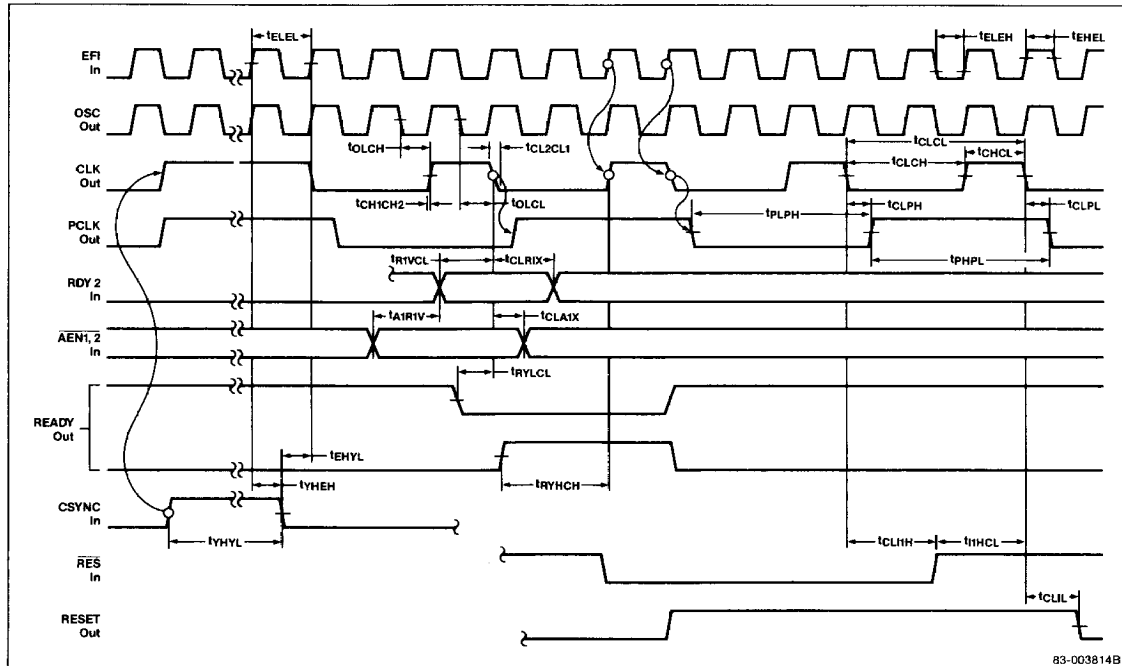 EFI
In
tELEL
tELEH
tEHEL
OSC
Out
tOLCH
tCL2CL1
tCLCL
tCLCH
tCHCL
CLK
Out
tCH1CH2
tOLCL
tPLPH
tCLPH
tCLPL
PCLK
Out
tR1VCL
tCLRIX
tPHPL
RDY 2
In
tA1R1V
tCLA1X
AEN1, 2
In
tRYLCL
READY
Out
tEHYL
tYHEH
tRYHCH
CSYNC
In
tYHYL
tCLI1H
tI1HCL
RES
In
tCLIL
RESET
Out
83-003814B